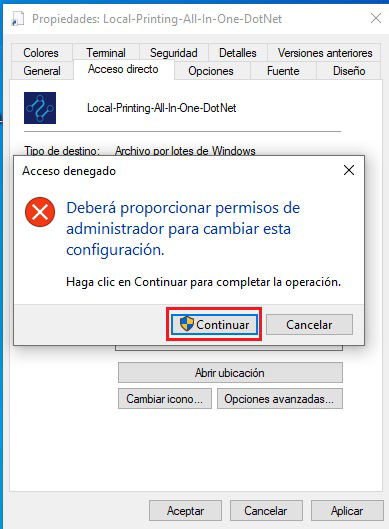 Propiedades: Local-Printing-All-In-One-DotNet
Colores Terminal Seguridad Detalles Versiones anteriores
General Acceso directo Opciones Fuente Diseño
Local-Printing-All-In-One-DotNet
Tipo de destino: Archivo por lotes de Windows
Acceso denegado
Deberá proporcionar permisos de
administrador para cambiar esta
configuración.
Haga clic en Continuar para completar la operación.
Continuar Cancelar
Abrir ubicación
Cambiar icono... Opciones avanzadas...
Aceptar Cancelar Aplicar